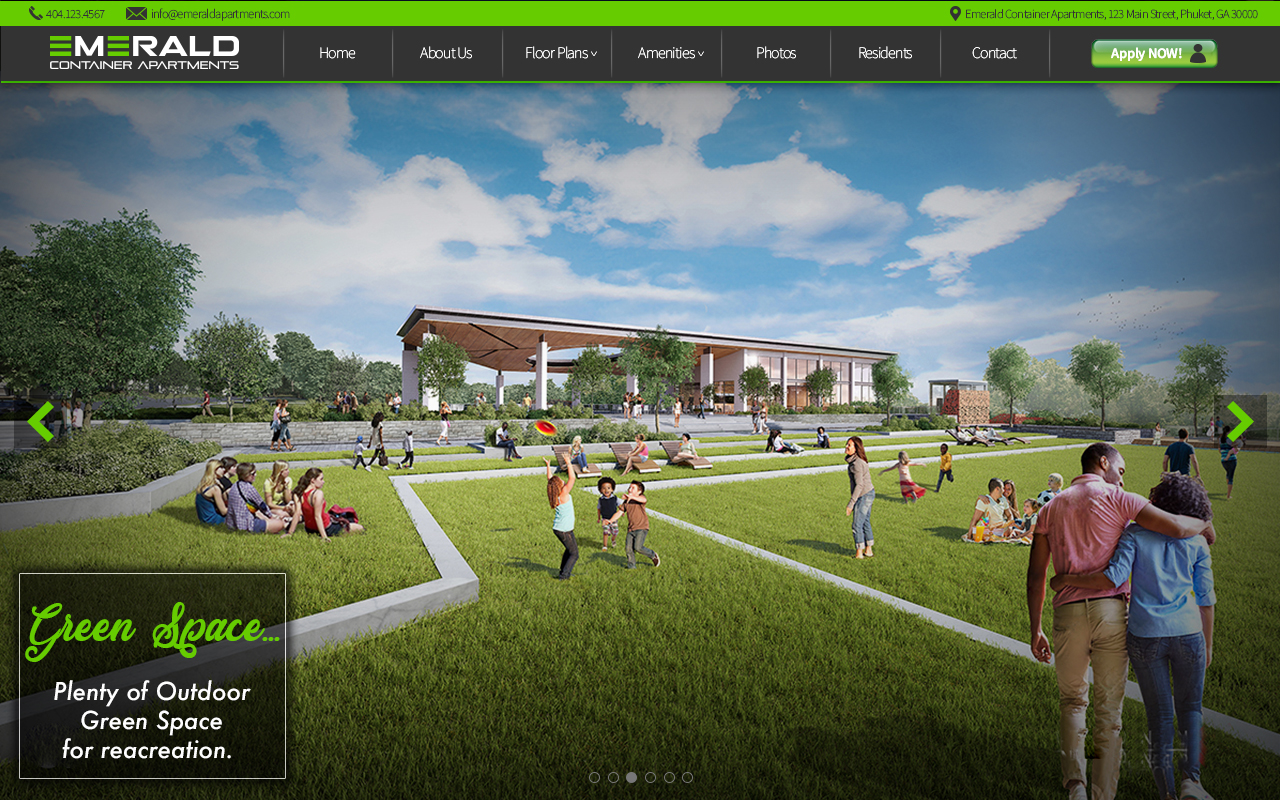 404.123.4567
info@emeraldapartments.com
Emerald Container Apartments, 123 Main Street, Phuket, GA 30000
EMERALD
CONTAINER APARTMENTS
Home
About Us
Floor Plans
Amenities
Photos
Residents
Contact
Apply NOW!
Green Space...
Plenty of Outdoor
Green Space
for reacreation.